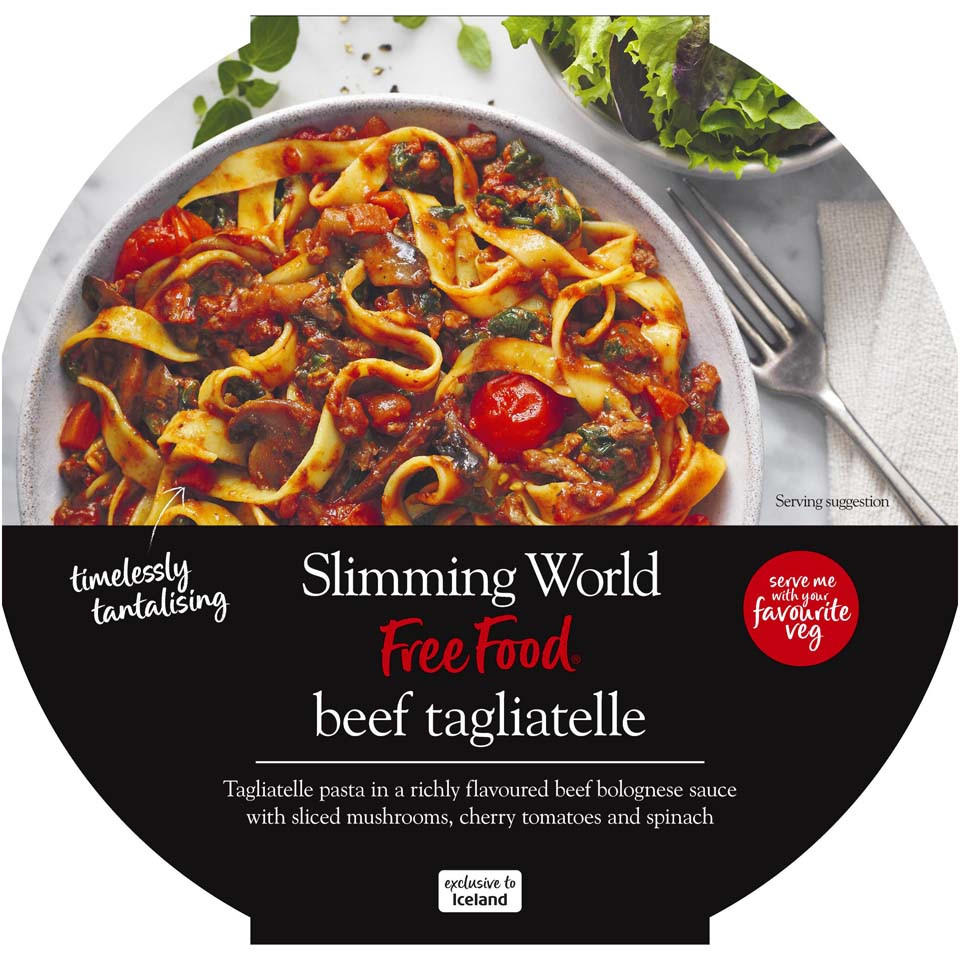 Serving suggestion
timelessly
tantalising
Slimming World
Free Food®
beef tagliatelle
serve me
with your
favourite
veg
Tagliatelle pasta in a richly flavoured beef bolognese sauce
with sliced mushrooms, cherry tomatoes and spinach
exclusive to
Iceland